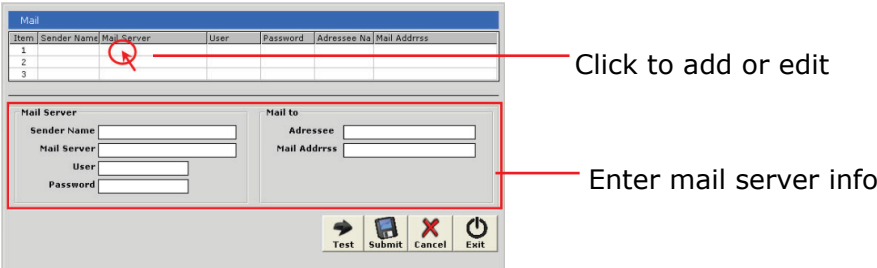 Mail
Item Sender Name Mail Server User Password Adressee Na Mail Addrrss
1
2
3
Click to add or edit
Mail Server
Sender Name
Mail Server
User
Password
Mail to
Adressee
Mail Addrrss
Enter mail server info
Test Submit Cancel Exit